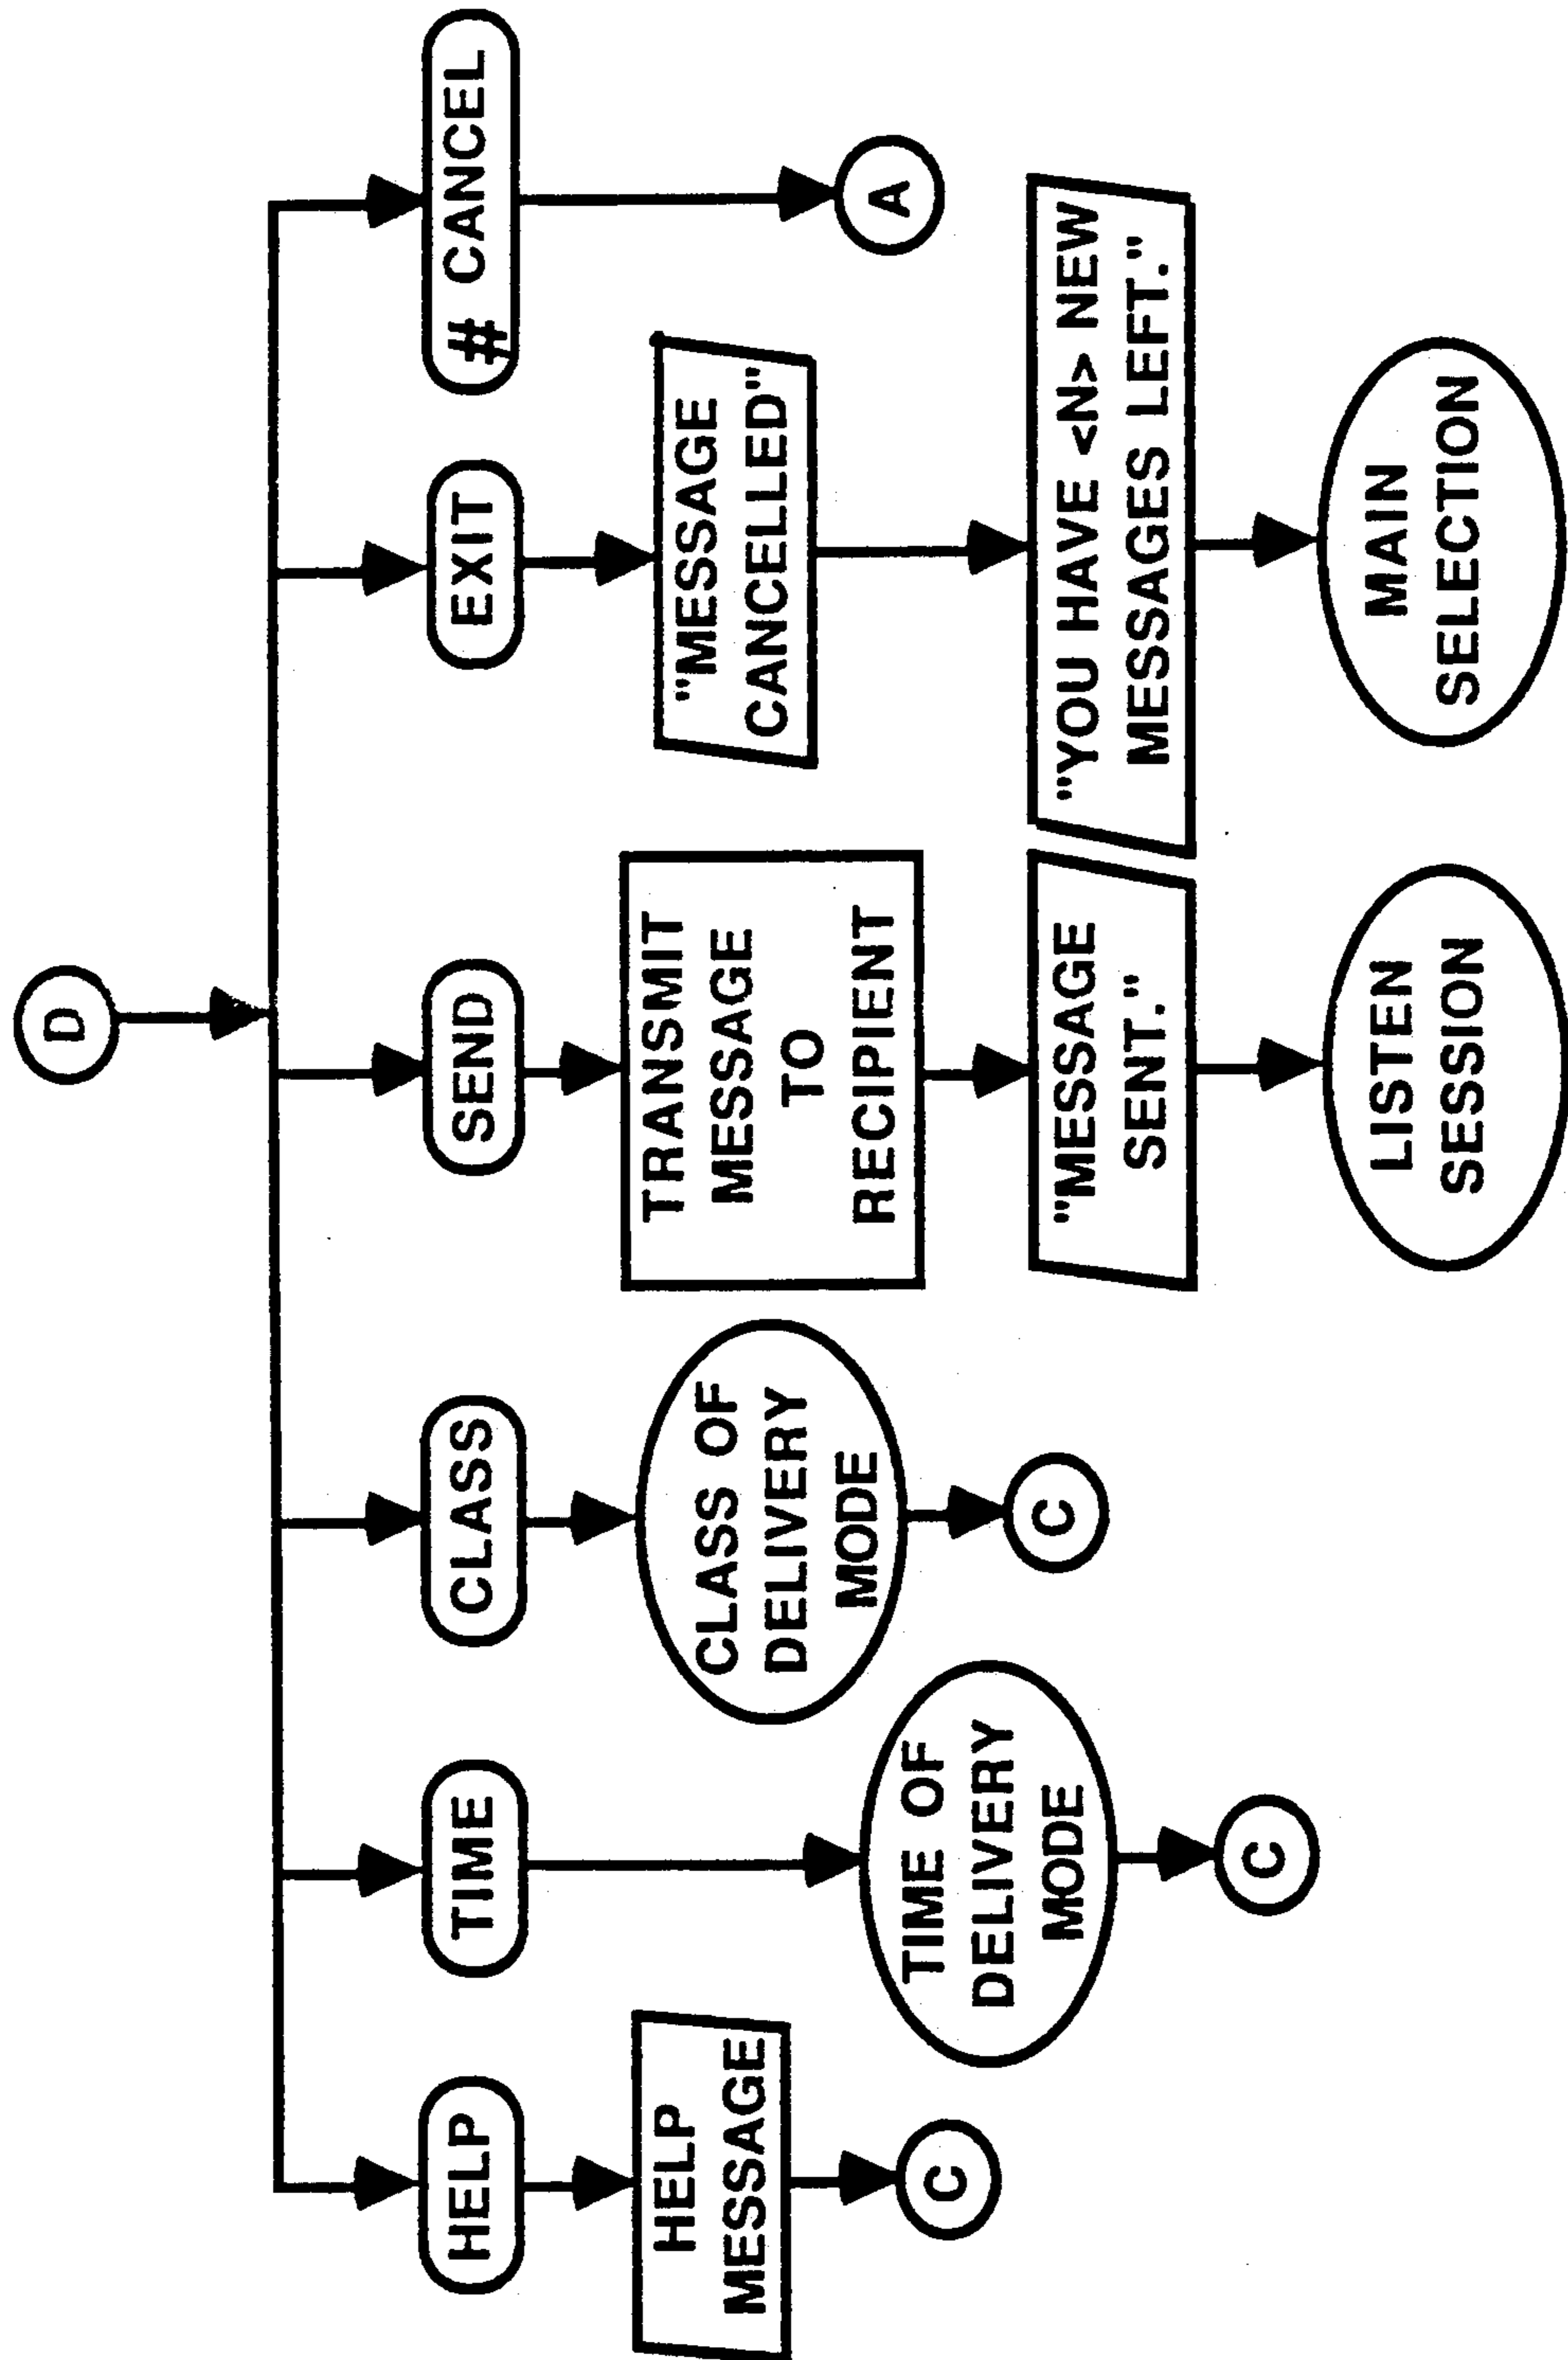 D
HELP
TIME
CLASS
SEND
EXIT
# CANCEL
HELP
MESSAGE
C
TIME OF
DELIVERY
MODE
C
CLASS OF
DELIVERY
MODE
C
TRANSMIT
MESSAGE
TO
RECIPIENT
"MESSAGE
SENT."
LISTEN
SESSION
"MESSAGE
CANCELLED"
"YOU HAVE <N> NEW
MESSAGES LEFT."
MAIN
SELECTION
A